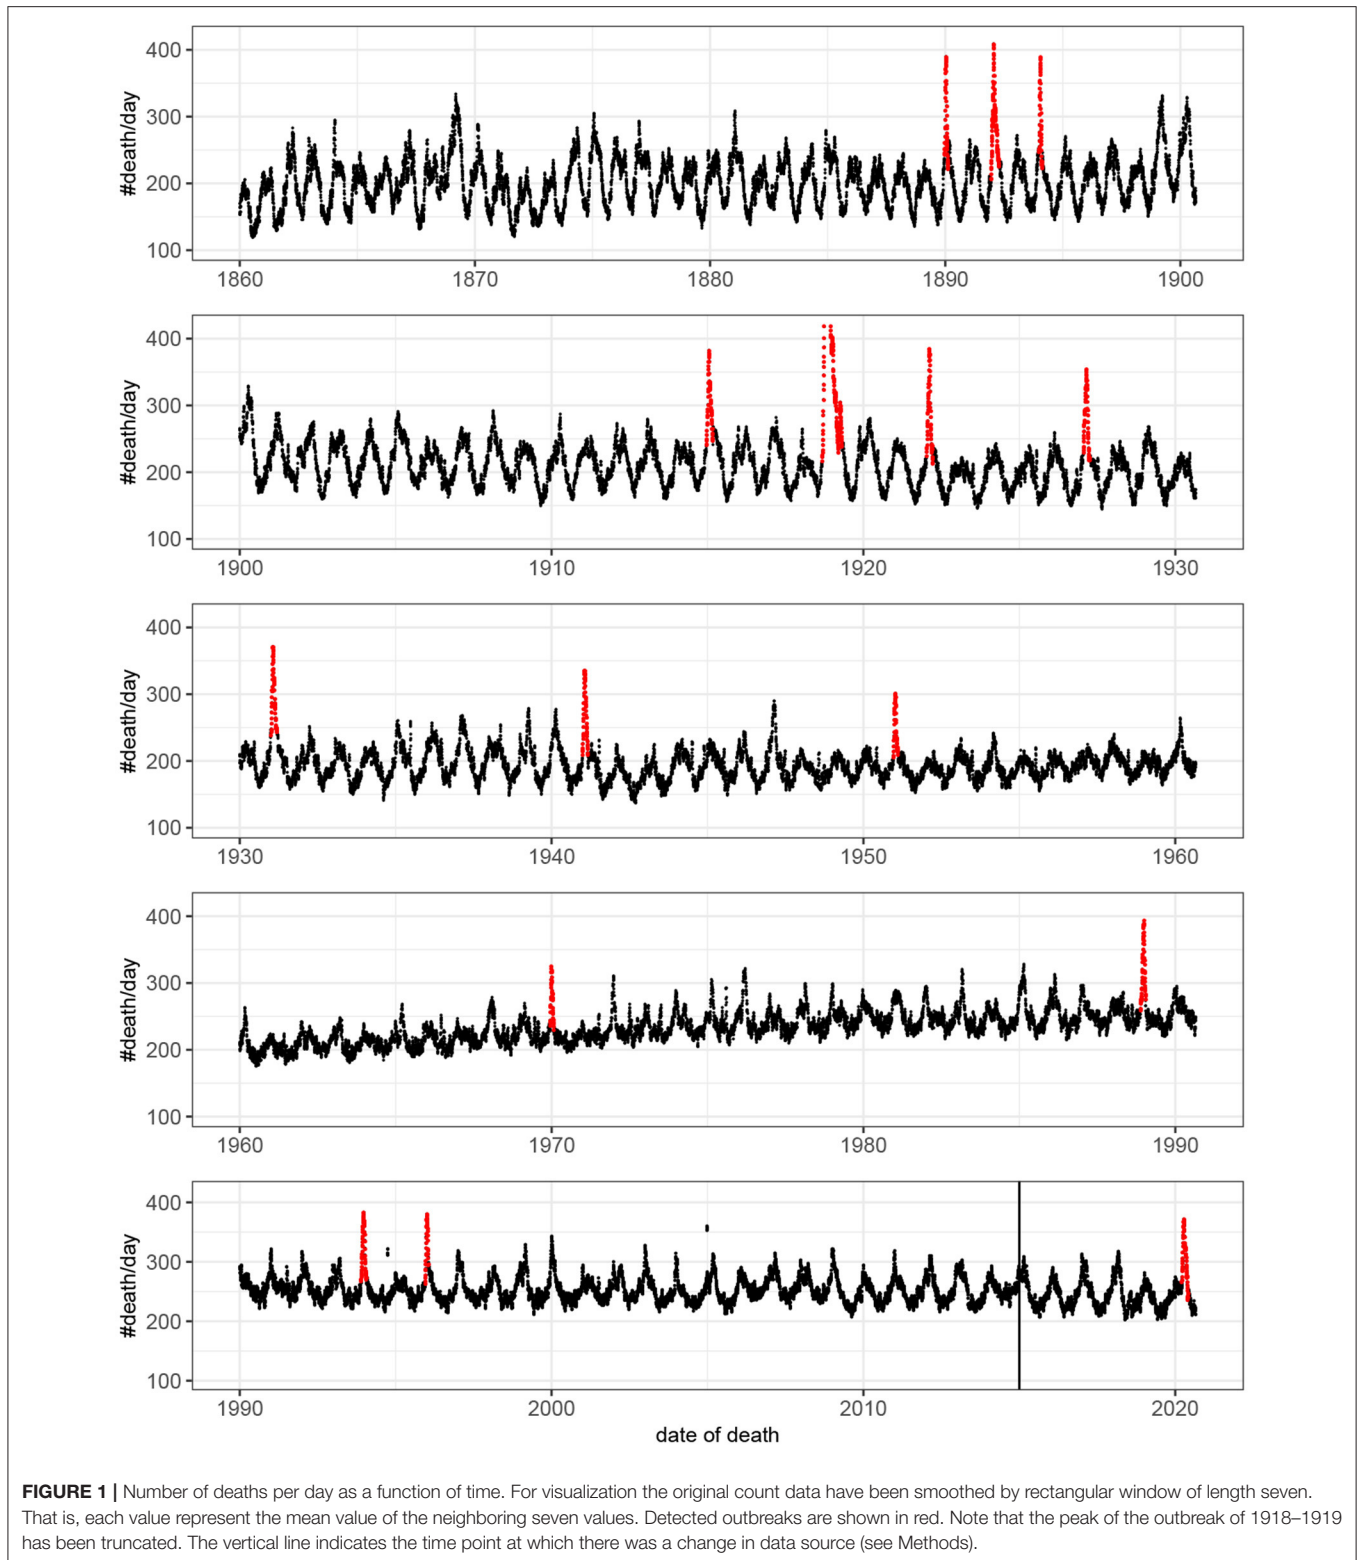 400
300
200
100
#death/day
1860 1870 1880 1890 1900
400
300
200
100
#death/day
1900 1910 1920 1930
400
300
200
100
#death/day
1930 1940 1950 1960
400
300
200
100
#death/day
1960 1970 1980 1990
400
300
200
100
#death/day
1990 2000 2010 2020
date of death
FIGURE 1 | Number of deaths per day as a function of time. For visualization the original count data have been smoothed by rectangular window of length seven.
That is, each value represent the mean value of the neighboring seven values. Detected outbreaks are shown in red. Note that the peak of the outbreak of 1918–1919
has been truncated. The vertical line indicates the time point at which there was a change in data source (see Methods).